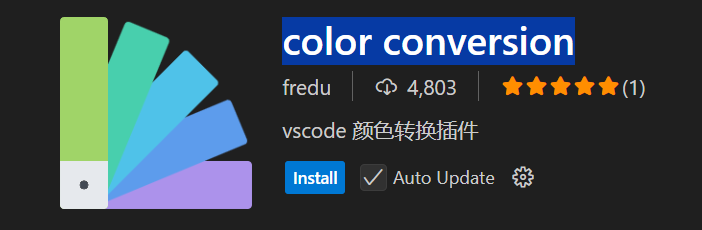 color conversion
fredu 4,803 (1)
vscode 颜色转换插件
Install Auto Update